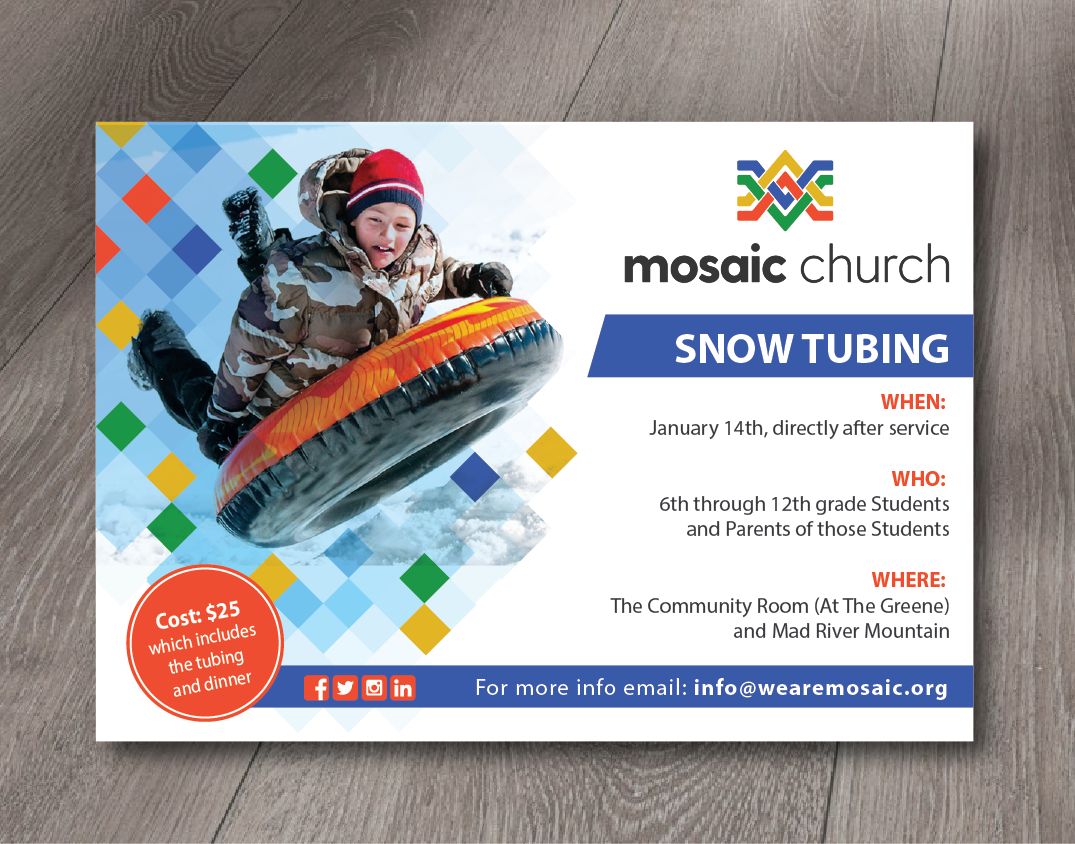 mosaic church
SNOW TUBING
WHEN:
January 14th, directly after service
WHO:
6th through 12th grade Students
and Parents of those Students
WHERE:
The Community Room (At The Greene)
and Mad River Mountain
Cost: $25
which includes
the tubing
and dinner
For more info email: info@wearemosaic.org